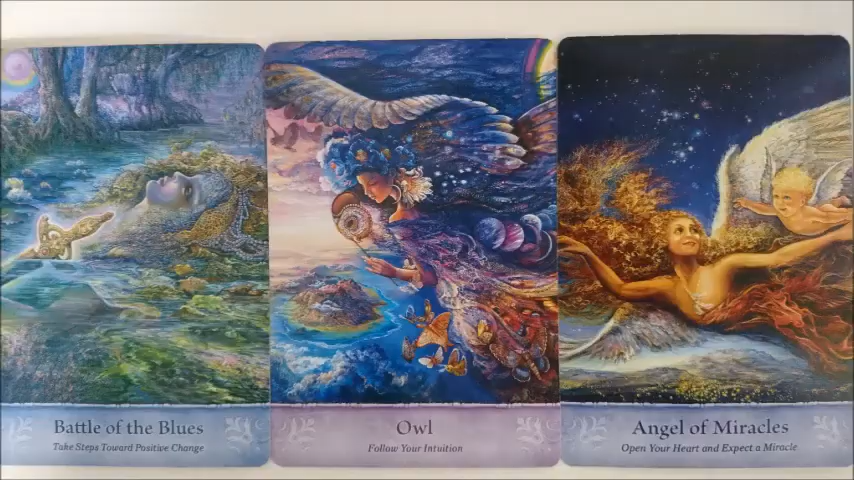 Battle of the Blues
Take Steps Toward Positive Change
Owl
Follow Your Intuition
Angel of Miracles
Open Your Heart and Expect a Miracle